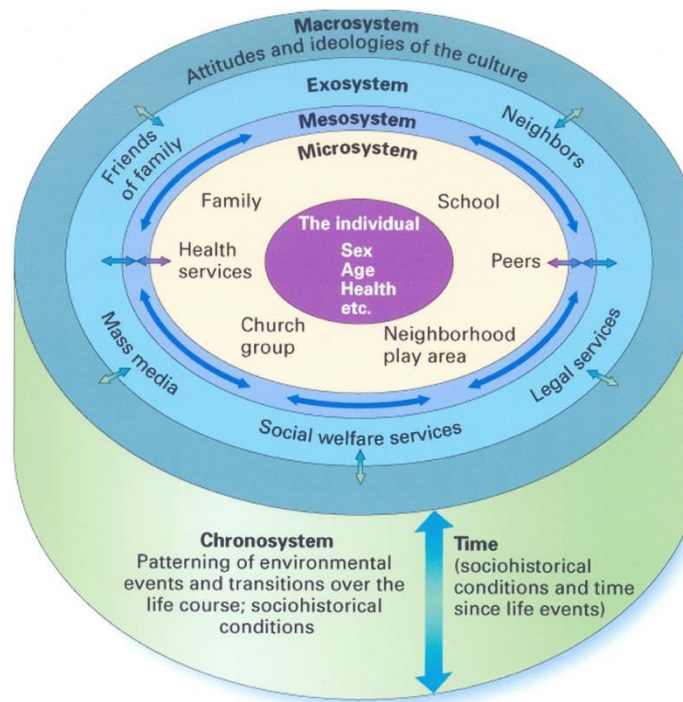 Macrosystem
Attitudes and ideologies of the culture
Exosystem
Mesosystem
Microsystem
Friends
of family
Neighbors
Family
School
The individual
Sex
Age
Health
etc.
Health
services
Peers
Church
group
Neighborhood
play area
Mass media
Legal services
Social welfare services
Chronosystem
Patterning of environmental
events and transitions over the
life course; sociohistorical
conditions
Time
(sociohistorical
conditions and time
since life events)